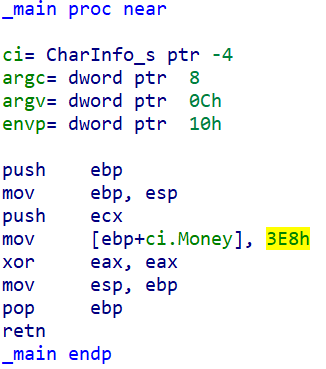 _main proc near
ci= CharInfo_s ptr -4
argc= dword ptr  8
argv= dword ptr  0Ch
envp= dword ptr  10h
push    ebp
mov     ebp, esp
push    ecx
mov     [ebp+ci.Money], 3E8h
xor     eax, eax
mov     esp, ebp
pop     ebp
retn
_main endp